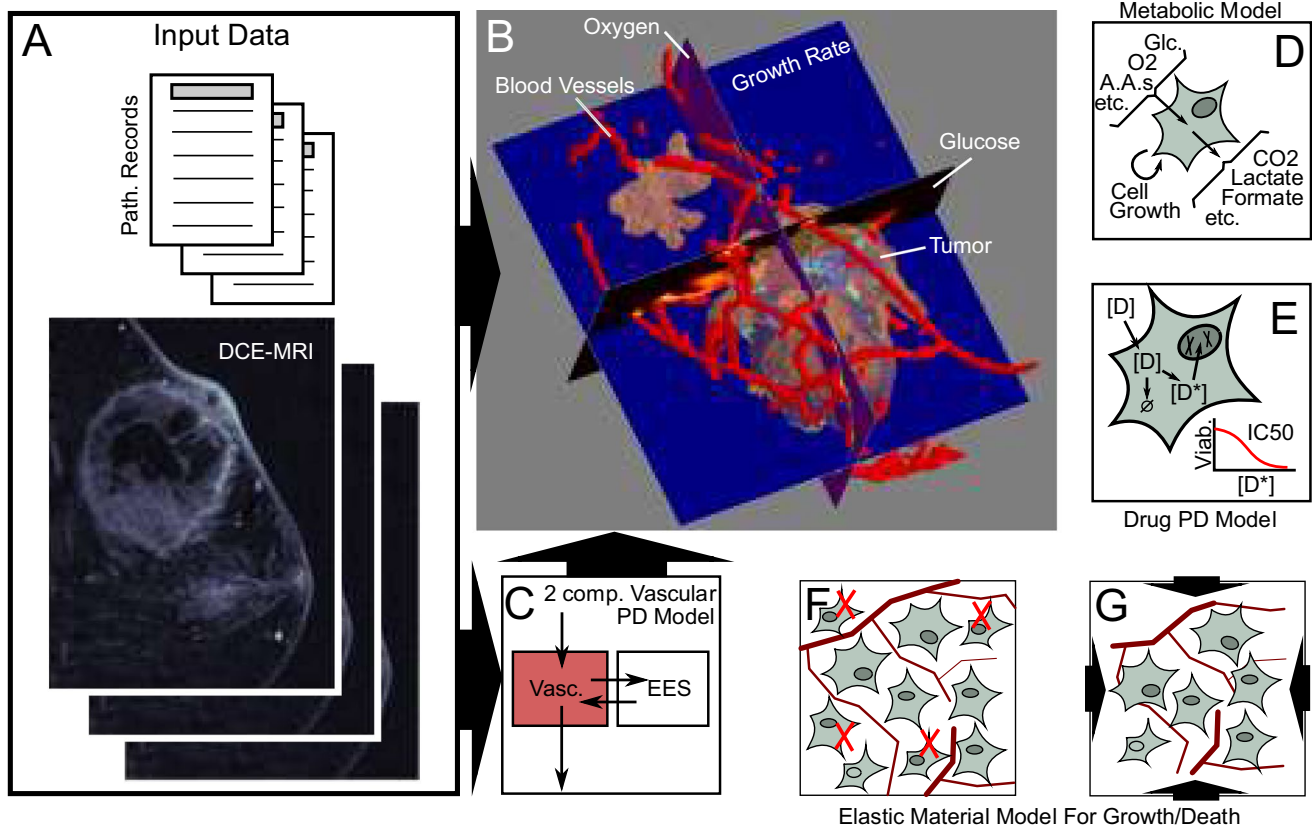 A
Input Data
Path. Records
DCE-MRI
B
Oxygen
Growth Rate
Blood Vessels
Glucose
Tumor
C
2 comp. Vascular
PD Model
Vasc.
EES
Metabolic Model
D
Glc.
O2
A.A.s
etc.
Cell
Growth
CO2
Lactate
Formate
etc.
E
[D]
[D]
[D*]
ø
Viab.
IC50
[D*]
Drug PD Model
F
G
Elastic Material Model For Growth/Death